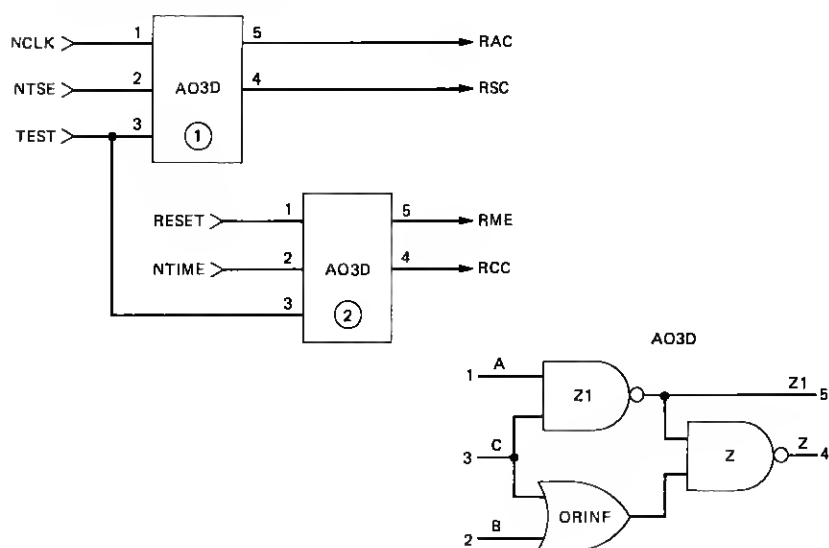 NCLK 1 5 RAC
NTSE 2 AO3D 4 RSC
TEST 3 1
RESET 1 5 RME
NTIME 2 AO3D 4 RCC
3 2
AO3D
1 A Z1 Z1 5
3 C Z Z 4
2 B ORINF